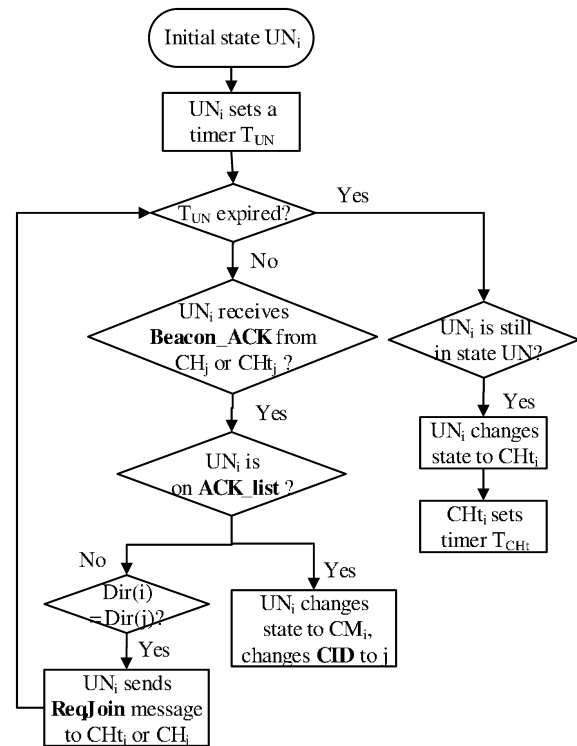 Initial state UNi
UNi sets a
timer TUN
TUN expired?
Yes
No
UNi receives
Beacon_ACK from
CHj or CHtj ?
UNi is still
in state UN?
Yes
Yes
UNi changes
state to CHti
UNi is
on ACK_list ?
CHti sets
timer TCHt
No
Yes
Dir(i)
=Dir(j)?
UNi changes
state to CMi,
changes CID to j
Yes
UNi sends
ReqJoin message
to CHtj or CHj